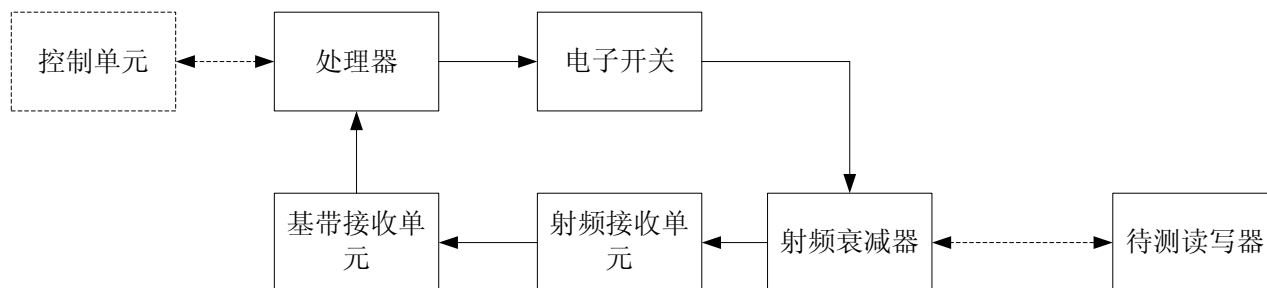 控制单元
处理器
电子开关
基带接收单
元
射频接收单
元
射频衰减器
待测读写器